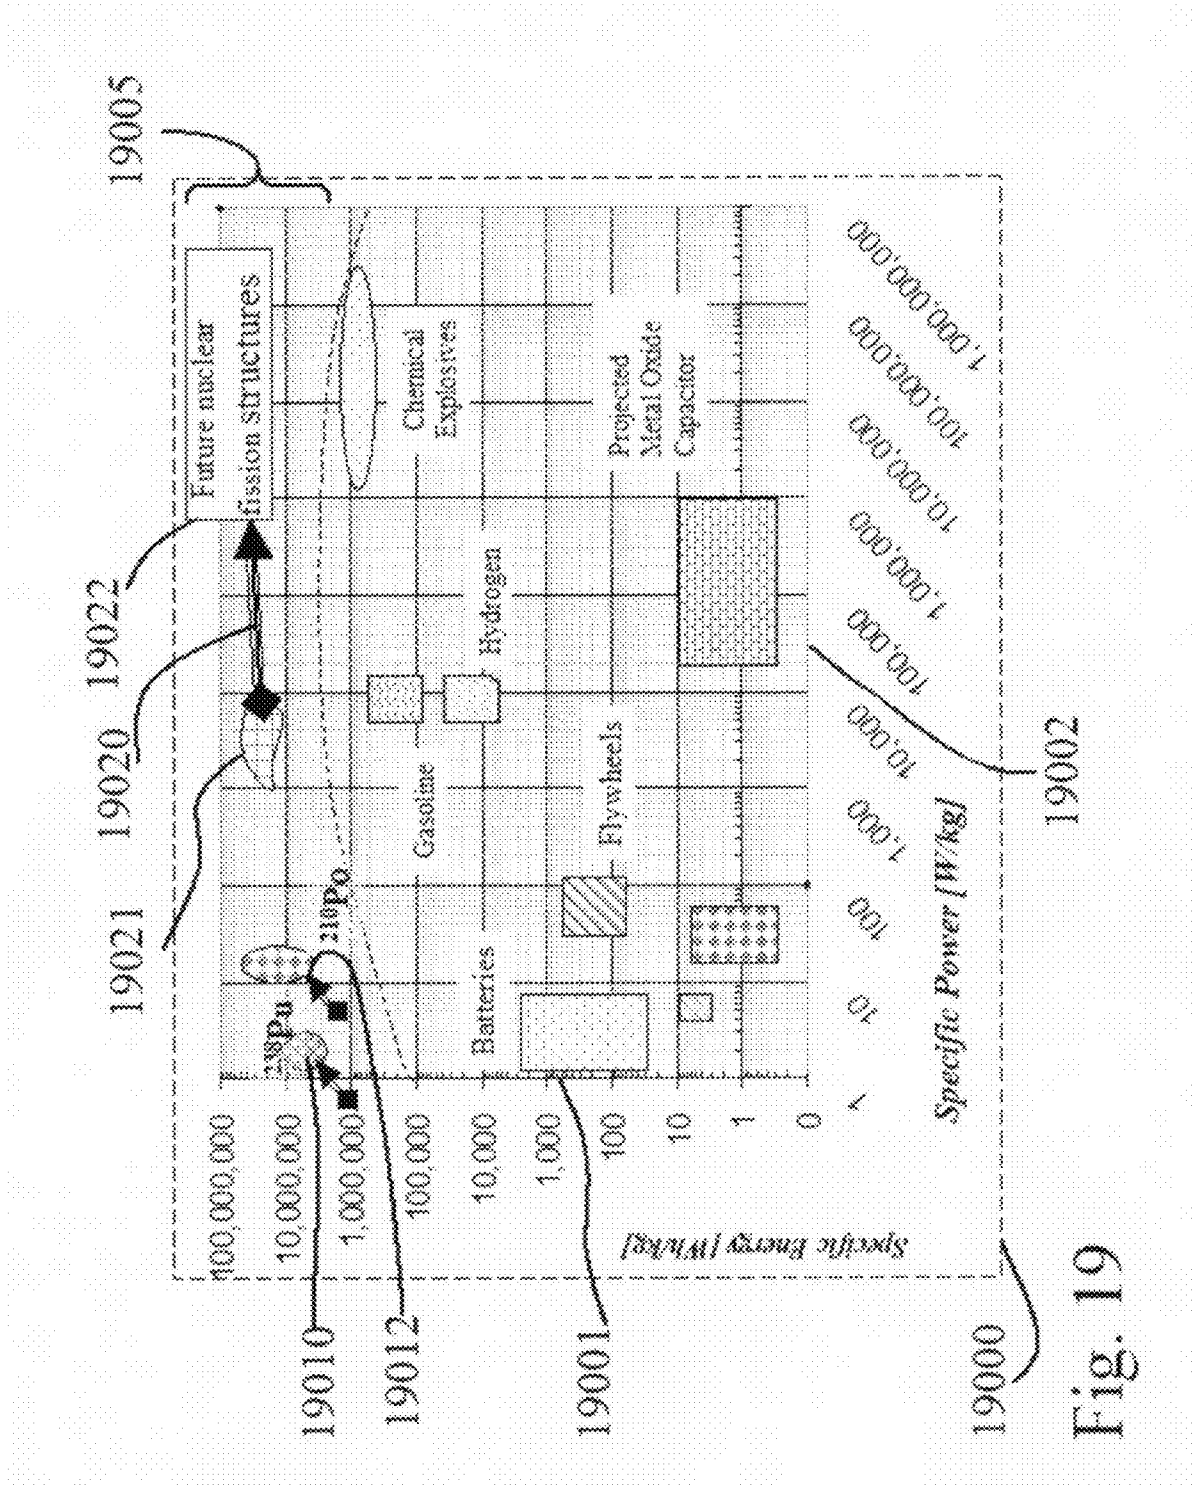 19005
19022
19020
19021
Future nuclear
fission structures
238Pu
210Po
Chemical
Explosives
Gasoline
Hydrogen
Batteries
Flywheels
Projected
Metal Oxide
Capacitor
100,000,000
10,000,000
1,000,000
100,000
10,000
1,000
100
10
1
0
Specific Energy [Wh/kg]
1
10
100
1,000
10,000
100,000
1,000,000
10,000,000
100,000,000
1,000,000,000
Specific Power [W/kg]
19010
19012
19001
19002
19000
Fig. 19